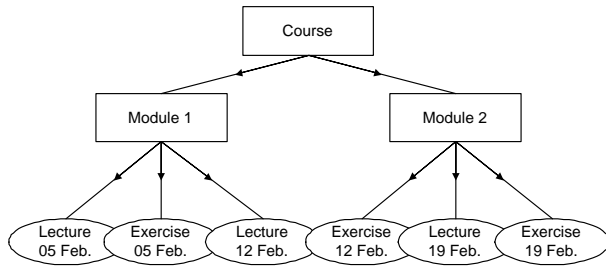 Course
Module 1
Module 2
Lecture
05 Feb.
Exercise
05 Feb.
Lecture
12 Feb.
Exercise
12 Feb.
Lecture
19 Feb.
Exercise
19 Feb.